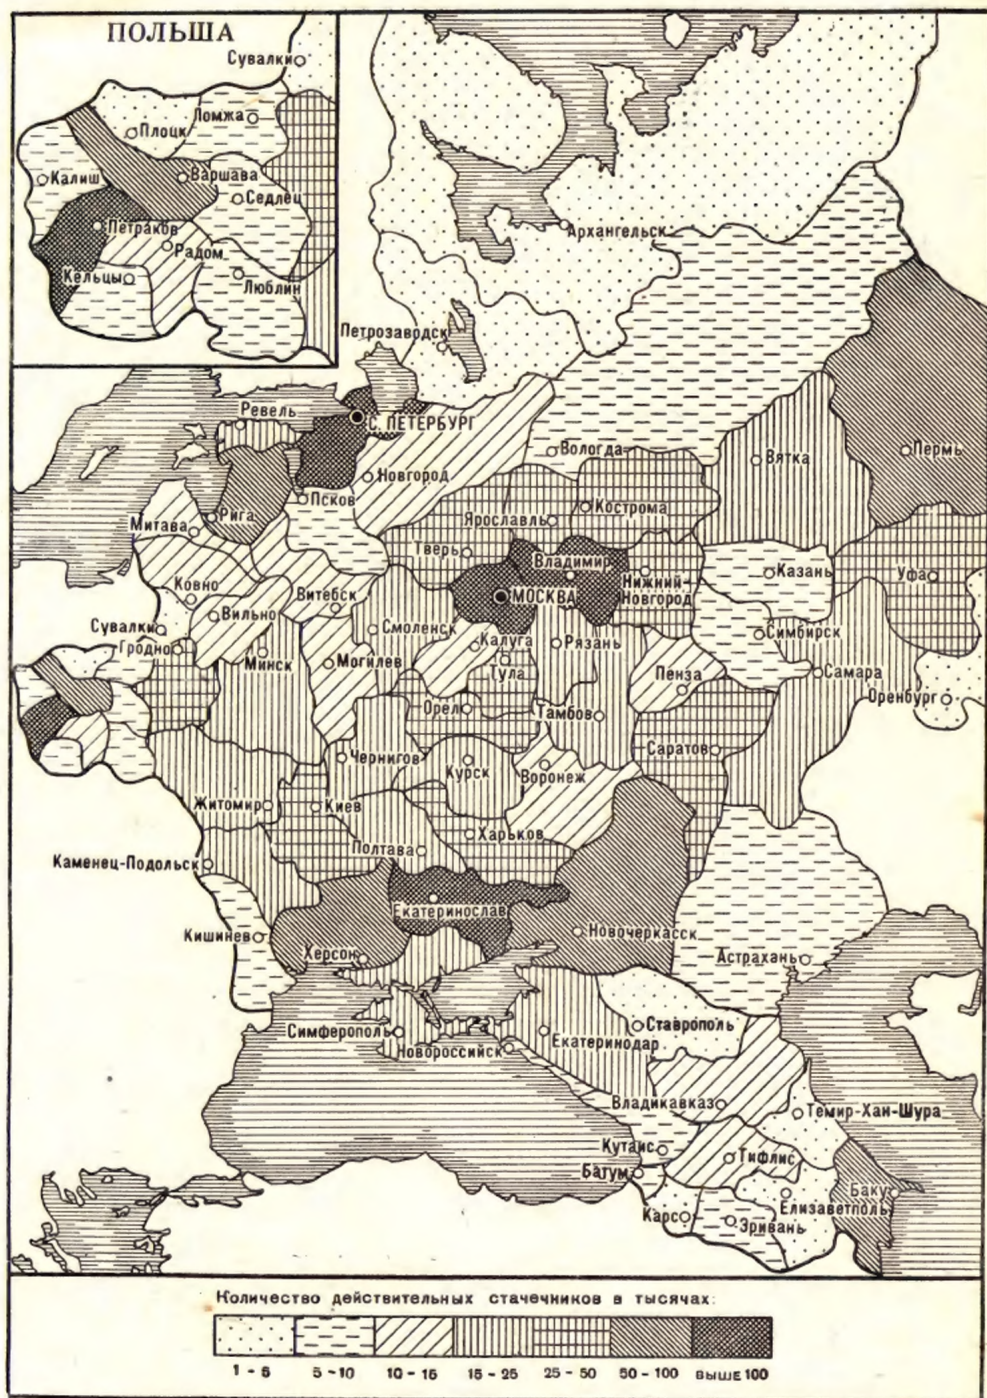 ПОЛЬША
Сувалки
Ломжа
Плоцк
Калиш
Варшава
Седлец
Петраков
Радом
Кельцы
Люблин
Архангельск
Петрозаводск
Ревель
С. ПЕТЕРБУРГ
Вологда
Вятка
Пермь
Новгород
Псков
Рига
Митава
Ярославль
Кострома
Тверь
Владимир
Нижний-
Новгород
Казань
Уфа
Ковно
Витебск
МОСКВА
Вильно
Сувалки
Смоленск
Калуга
Рязань
Симбирск
Гродно
Минск
Могилев
Тула
Пенза
Самара
Оренбург
Орел
Тамбов
Саратов
Чернигов
Курск
Воронеж
Житомир
Киев
Харьков
Полтава
Каменец-Подольск
Екатеринослав
Кишинев
Новочеркасск
Херсон
Астрахань
Симферополь
Новороссийск
Екатеринодар
Ставрополь
Владикавказ
Темир-Хан-Шура
Кутаис
Тифлис
Батум
Баку
Елизаветполь
Карс
Эривань
Количество действительных стачечников в тысячах:
1 - 5 5 - 10 10 - 15 15 - 25 25 - 50 50 - 100 ВЫШЕ 100